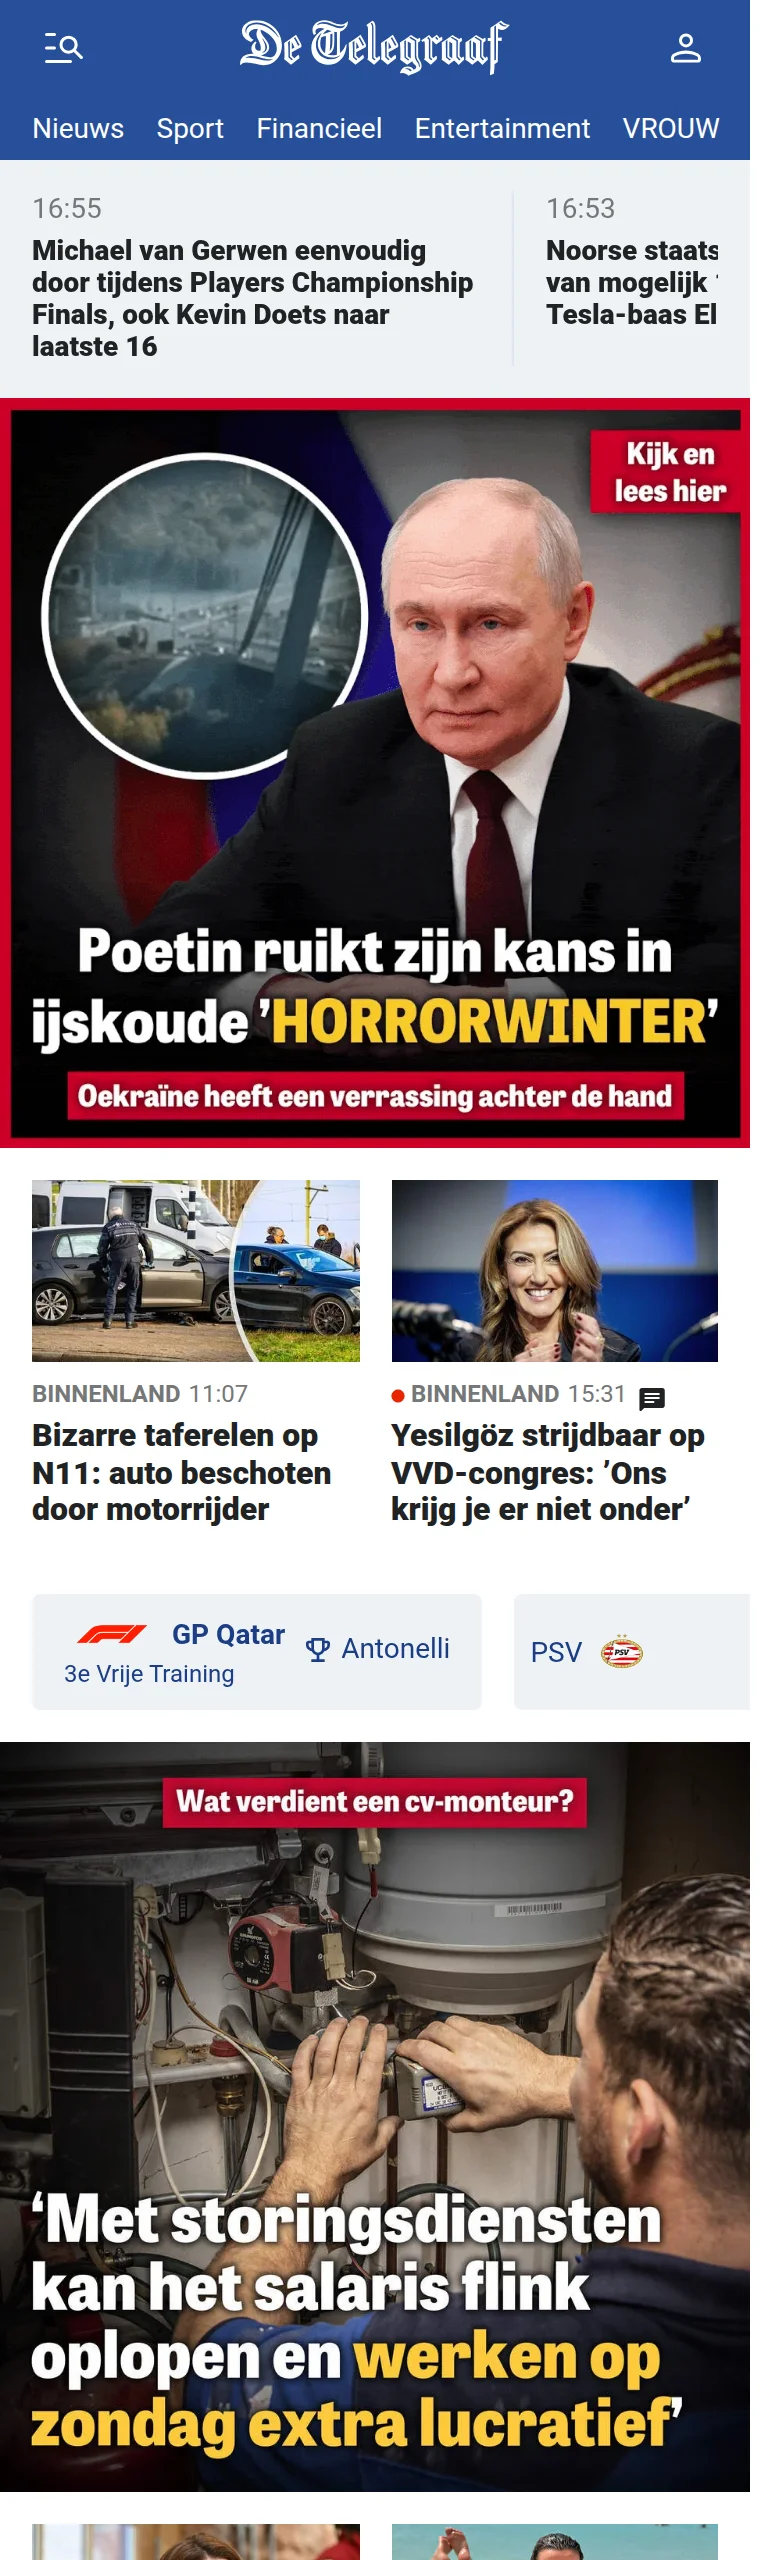 De Telegraaf
Nieuws Sport Financieel Entertainment VROUW
16:55
Michael van Gerwen eenvoudig
door tijdens Players Championship
Finals, ook Kevin Doets naar
laatste 16
16:53
Noorse staats
van mogelijk
Tesla-baas El
Kijk en
lees hier
Poetin ruikt zijn kans in
ijskoude ’HORRORWINTER’
Oekraïne heeft een verrassing achter de hand
BINNENLAND 11:07
Bizarre taferelen op
N11: auto beschoten
door motorrijder
BINNENLAND 15:31
Yesilgöz strijdbaar op
VVD-congres: ’Ons
krijg je er niet onder’
GP Qatar
3e Vrije Training
Antonelli
PSV
PSV
Wat verdient een cv-monteur?
‘Met storingsdiensten
kan het salaris flink
oplopen en werken op
zondag extra lucratief’